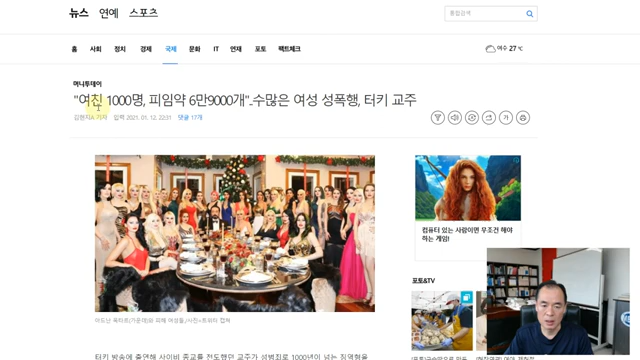 뉴스 연예 스포츠
통합검색
홈 사회 정치 경제 국제 문화 IT 연재 포토 팩트체크
여수 27℃
머니투데이
"여친 1000명, 피임약 6만9000개"..수많은 여성 성폭행, 터키 교주
김현지A 기자 입력 2021. 01. 12. 22:31 댓글 17개
가
컴퓨터 있는 사람이면 무조건 해야
하는 게임!
포토&TV
아드난 옥타르(가운데)와 피해 여성들./사진=트위터 캡처
터키 방송에 출연해 사이비 종교를 전도했던 교주가 성범죄로 1000년이 넘는 징역형을